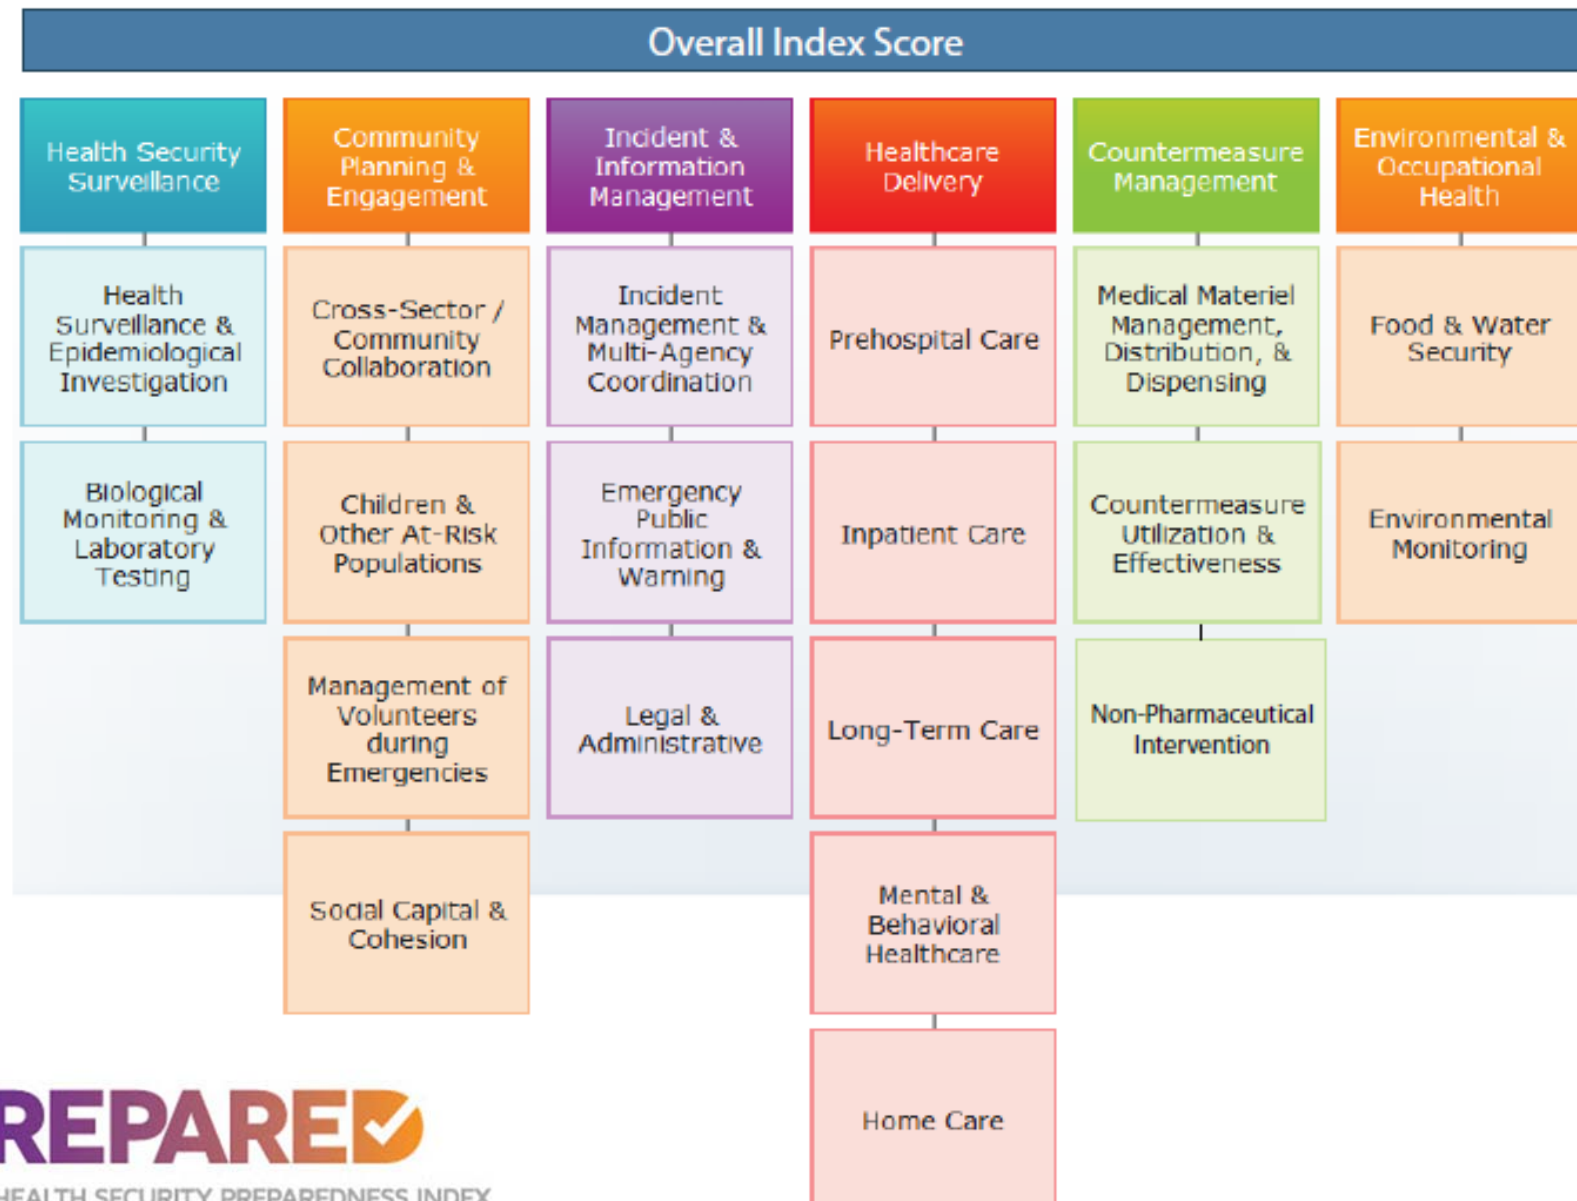 Overall Index Score
Health Security
Surveillance
Community
Planning &
Engagement
Incident &
Information
Management
Healthcare
Delivery
Countermeasure
Management
Environmental &
Occupational
Health
Health
Surveillance &
Epidemiological
Investigation
Cross-Sector /
Community
Collaboration
Incident
Management &
Multi-Agency
Coordination
Prehospital Care
Medical Materiel
Management,
Distribution, &
Dispensing
Food & Water
Security
Biological
Monitoring &
Laboratory
Testing
Children &
Other At-Risk
Populations
Emergency
Public
Information &
Warning
Inpatient Care
Countermeasure
Utilization &
Effectiveness
Environmental
Monitoring
Management of
Volunteers
during
Emergencies
Legal &
Administrative
Long-Term Care
Non-Pharmaceutical
Intervention
Social Capital &
Cohesion
Mental &
Behavioral
Healthcare
Home Care
REPARED
HEALTH SECURITY PREPAREDNESS INDEX